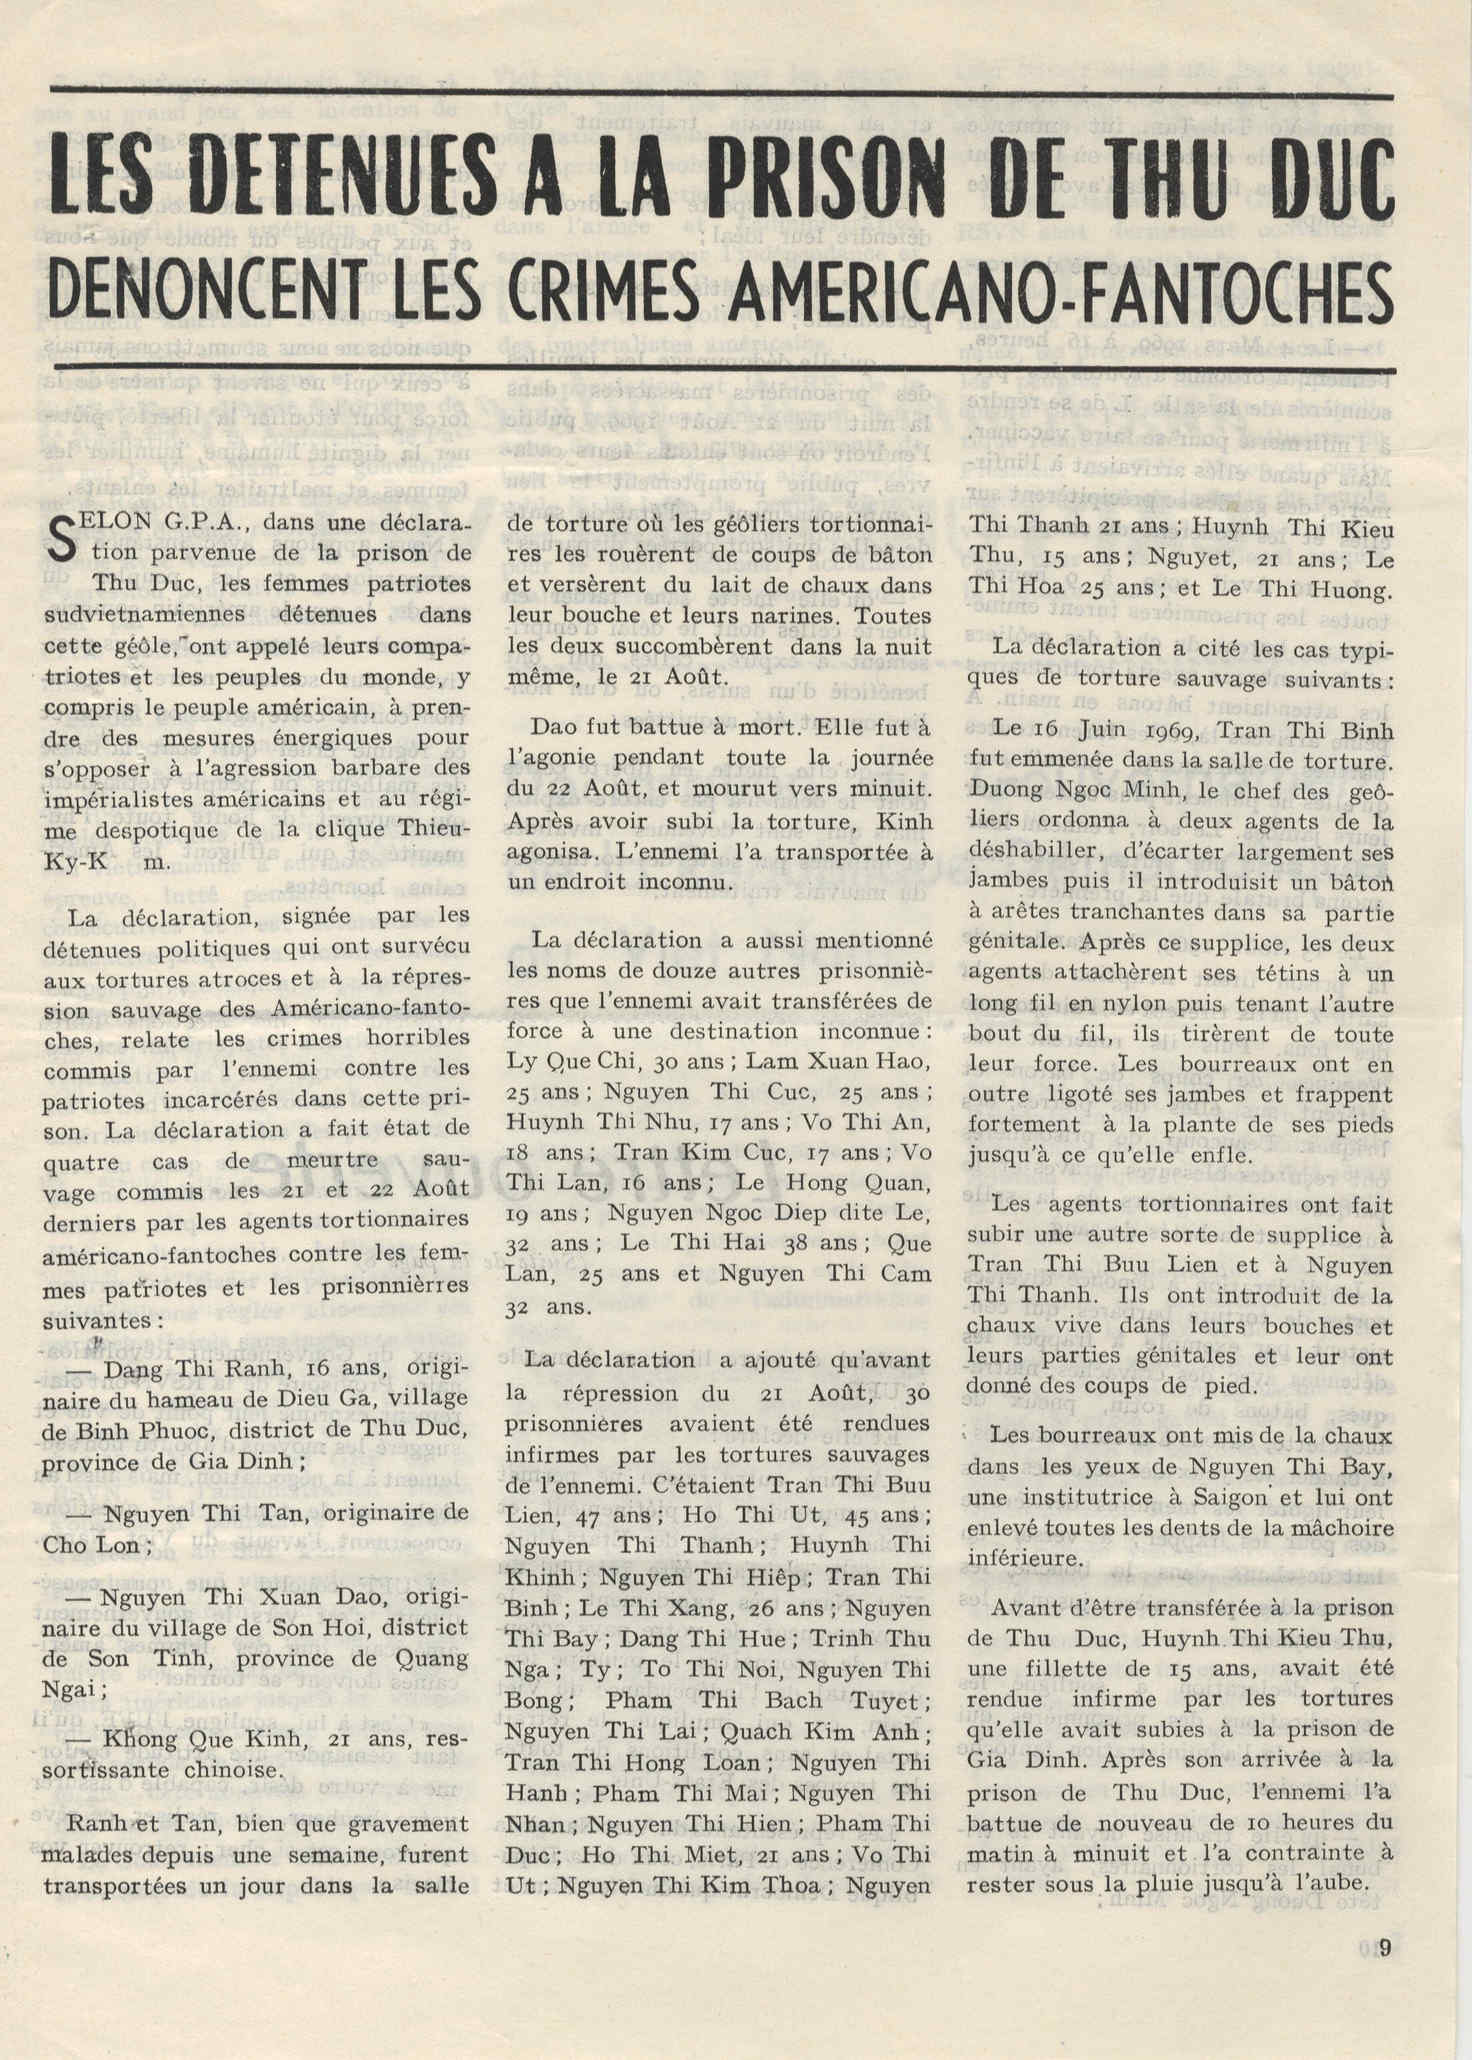 LES DETENUES A LA PRISON DE THU DUC
DENONCENT LES CRIMES AMERICANO-FANTOCHES
SELON G.P.A., dans une déclara-
tion parvenue de la prison de
Thu Duc, les femmes patriotes
sudvietnamiennes détenues dans
cette géôle, ont appelé leurs compa-
triotes et les peuples du monde, y
compris le peuple américain, à pren-
dre des mesures énergiques pour
s'opposer à l'agression barbare des
impérialistes américains et au régi-
me despotique de la clique Thieu-
Ky-K m.
La déclaration, signée par les
détenues politiques qui ont survécu
aux tortures atroces et à la répres-
sion sauvage des Américano-fanto-
ches, relate les crimes horribles
commis par l'ennemi contre les
patriotes incarcérés dans cette pri-
son. La déclaration a fait état de
quatre cas de meurtre sau-
vage commis les 21 et 22 Août
derniers par les agents tortionnaires
américano-fantoches contre les fem-
mes patriotes et les prisonnièrres
suivantes :
— Dang Thi Ranh, 16 ans, origi-
naire du hameau de Dieu Ga, village
de Binh Phuoc, district de Thu Duc,
province de Gia Dinh ;
— Nguyen Thi Tan, originaire de
Cho Lon ;
— Nguyen Thi Xuan Dao, origi-
naire du village de Son Hoi, district
de Son Tinh, province de Quang
Ngai ;
— Khong Que Kinh, 21 ans, res-
sortissante chinoise.
Ranh et Tan, bien que gravement
malades depuis une semaine, furent
transportées un jour dans la salle
de torture où les géôliers tortionnai-
res les rouèrent de coups de bâton
et versèrent du lait de chaux dans
leur bouche et leurs narines. Toutes
les deux succombèrent dans la nuit
même, le 21 Août.
Dao fut battue à mort. Elle fut à
l'agonie pendant toute la journée
du 22 Août, et mourut vers minuit.
Après avoir subi la torture, Kinh
agonisa. L'ennemi l'a transportée à
un endroit inconnu.
La déclaration a aussi mentionné
les noms de douze autres prisonniè-
res que l'ennemi avait transférées de
force à une destination inconnue :
Ly Que Chi, 30 ans ; Lam Xuan Hao,
25 ans ; Nguyen Thi Cuc, 25 ans ;
Huynh Thi Nhu, 17 ans ; Vo Thi An,
18 ans ; Tran Kim Cuc, 17 ans ; Vo
Thi Lan, 16 ans ; Le Hong Quan,
19 ans ; Nguyen Ngoc Diep dite Le,
32 ans ; Le Thi Hai 38 ans ; Que
Lan, 25 ans et Nguyen Thi Cam
32 ans.
La déclaration a ajouté qu'avant
la répression du 21 Août, 30
prisonnières avaient été rendues
infirmes par les tortures sauvages
de l'ennemi. C'étaient Tran Thi Buu
Lien, 47 ans ; Ho Thi Ut, 45 ans ;
Nguyen Thi Thanh ; Huynh Thi
Khinh ; Nguyen Thi Hiêp ; Tran Thi
Binh ; Le Thi Xang, 26 ans ; Nguyen
Thi Bay ; Dang Thi Hue ; Trinh Thu
Nga ; Ty ; To Thi Noi, Nguyen Thi
Bong ; Pham Thi Bach Tuyet ;
Nguyen Thi Lai ; Quach Kim Anh ;
Tran Thi Hong Loan ; Nguyen Thi
Hanh ; Pham Thi Mai ; Nguyen Thi
Nhan ; Nguyen Thi Hien ; Pham Thi
Duc ; Ho Thi Miet, 21 ans ; Vo Thi
Ut ; Nguyen Thi Kim Thoa ; Nguyen
Thi Thanh 21 ans ; Huynh Thi Kieu
Thu, 15 ans ; Nguyet, 21 ans ; Le
Thi Hoa 25 ans ; et Le Thi Huong.
La déclaration a cité les cas typi-
ques de torture sauvage suivants :
Le 16 Juin 1969, Tran Thi Binh
fut emmenée dans la salle de torture.
Duong Ngoc Minh, le chef des geô-
liers ordonna à deux agents de la
déshabiller, d'écarter largement ses
jambes puis il introduisit un bâton
à arêtes tranchantes dans sa partie
génitale. Après ce supplice, les deux
agents attachèrent ses tétins à un
long fil en nylon puis tenant l'autre
bout du fil, ils tirèrent de toute
leur force. Les bourreaux ont en
outre ligoté ses jambes et frappent
fortement à la plante de ses pieds
jusqu'à ce qu'elle enfle.
Les agents tortionnaires ont fait
subir une autre sorte de supplice à
Tran Thi Buu Lien et à Nguyen
Thi Thanh. Ils ont introduit de la
chaux vive dans leurs bouches et
leurs parties génitales et leur ont
donné des coups de pied.
Les bourreaux ont mis de la chaux
dans les yeux de Nguyen Thi Bay,
une institutrice à Saigon et lui ont
enlevé toutes les dents de la mâchoire
inférieure.
Avant d'être transférée à la prison
de Thu Duc, Huynh Thi Kieu Thu,
une fillette de 15 ans, avait été
rendue infirme par les tortures
qu'elle avait subies à la prison de
Gia Dinh. Après son arrivée à la
prison de Thu Duc, l'ennemi l'a
battue de nouveau de 10 heures du
matin à minuit et l'a contrainte à
rester sous la pluie jusqu'à l'aube.
9